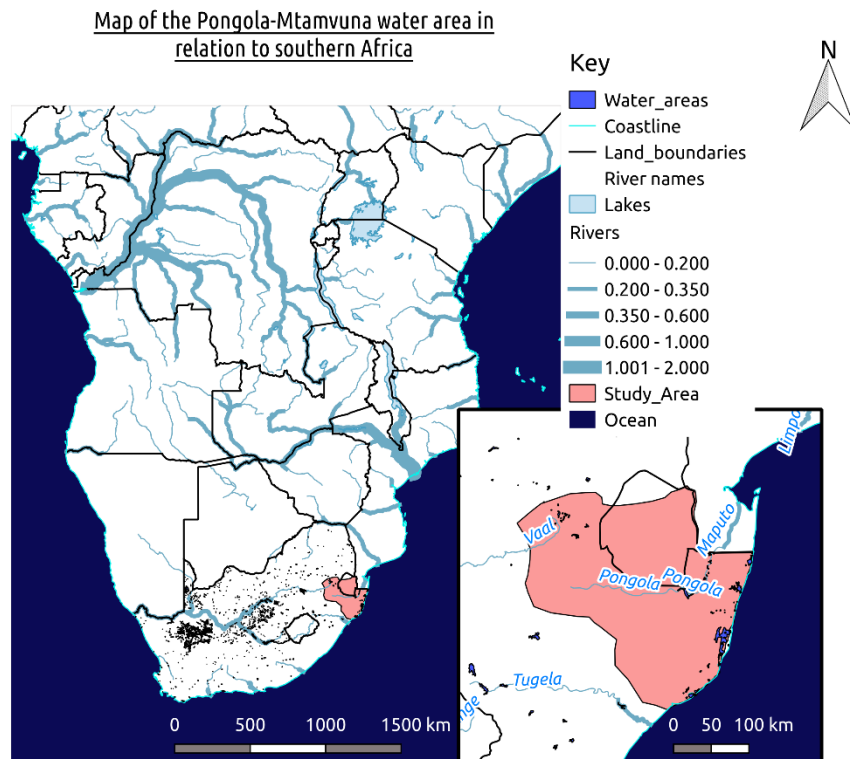 Map of the Pongola-Mtamvuna water area in
relation to southern Africa
Key
N
Water_areas
Coastline
Land_boundaries
River names
Lakes
Rivers
0.000 - 0.200
0.200 - 0.350
0.350 - 0.600
0.600 - 1.000
1.001 - 2.000
Study_Area
Ocean
Limpo
Vaal
Maputo
Pongola
Pongola
Tugela
nge
0 500 1000 1500 km
0 50 100 km